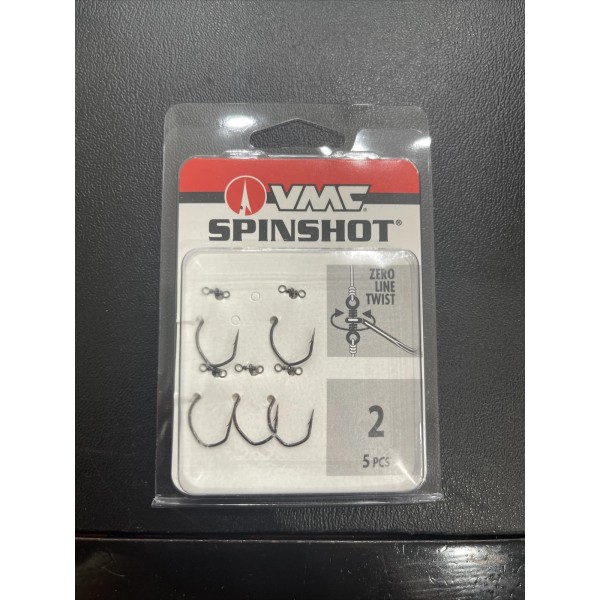 VMC®
SPINSHOT®
ZERO
LINE
TWIST
2
5 PCS